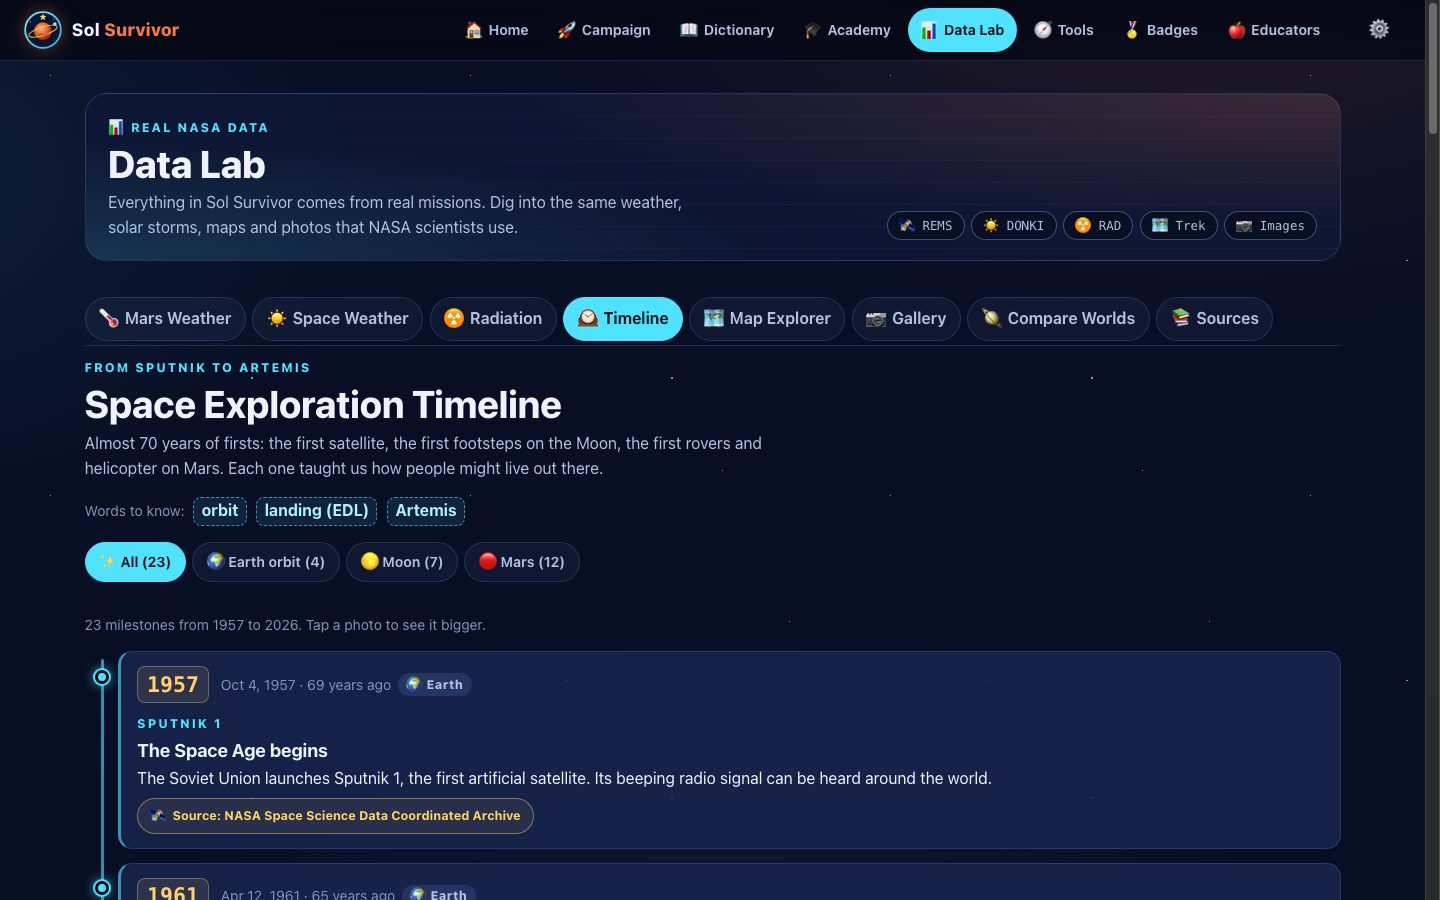 Sol Survivor
Home
Campaign
Dictionary
Academy
Data Lab
Tools
Badges
Educators
REAL NASA DATA
Data Lab
Everything in Sol Survivor comes from real missions. Dig into the same weather,
solar storms, maps and photos that NASA scientists use.
REMS
DONKI
RAD
Trek
Images
Mars Weather
Space Weather
Radiation
Timeline
Map Explorer
Gallery
Compare Worlds
Sources
FROM SPUTNIK TO ARTEMIS
Space Exploration Timeline
Almost 70 years of firsts: the first satellite, the first footsteps on the Moon, the first rovers and
helicopter on Mars. Each one taught us how people might live out there.
Words to know: orbit landing (EDL) Artemis
All (23)
Earth orbit (4)
Moon (7)
Mars (12)
23 milestones from 1957 to 2026. Tap a photo to see it bigger.
1957 Oct 4, 1957 · 69 years ago Earth
SPUTNIK 1
The Space Age begins
The Soviet Union launches Sputnik 1, the first artificial satellite. Its beeping radio signal can be heard around the world.
Source: NASA Space Science Data Coordinated Archive
1961 Apr 12, 1961 · 65 years ago Earth